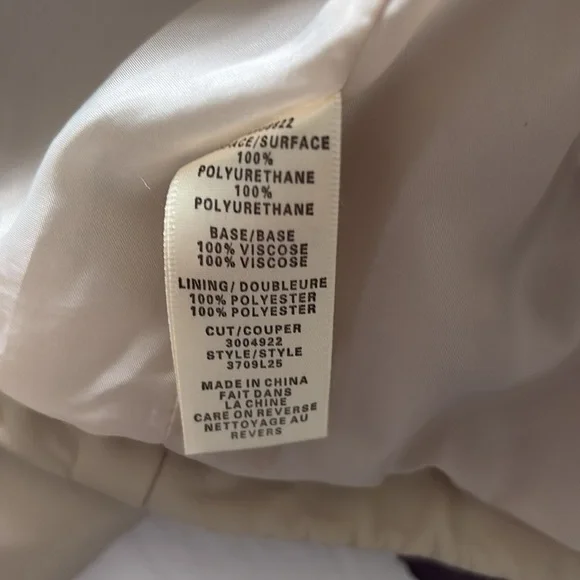 SURFACE/SURFACE
100%
POLYURETHANE
100%
POLYURETHANE
BASE/BASE
100% VISCOSE
100% VISCOSE
LINING/DOUBLEURE
100% POLYESTER
100% POLYESTER
CUT/COUPER
3004922
STYLE/STYLE
3709L25
MADE IN CHINA
FAIT DANS
LA CHINE
CARE ON REVERSE
NETTOYAGE AU
REVERS